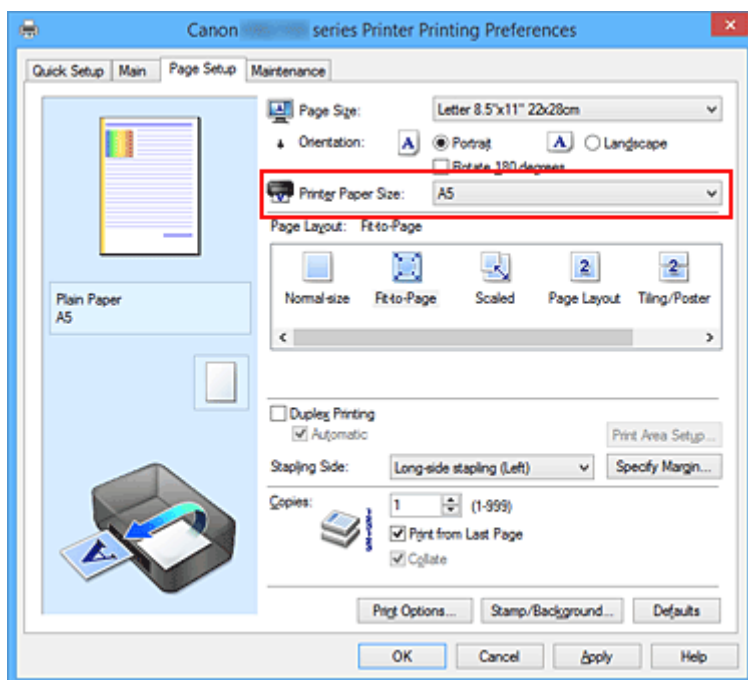 Canon series Printer Printing Preferences
Quick Setup Main Page Setup Maintenance
Page Size: Letter 8.5"x11" 22x28cm
Orientation: A Portrait A Landscape
Rotate 180 degrees
Printer Paper Size: A5
Page Layout: Fit-to-Page
2 2
Normal-size Fit-to-Page Scaled Page Layout Tiling/Poster
Plain Paper
A5
Duplex Printing
Automatic
Print Area Setup...
Stapling Side: Long-side stapling (Left) Specify Margin...
Copies: 1 (1-999)
Print from Last Page
Collate
A
Print Options... Stamp/Background... Defaults
OK Cancel Apply Help